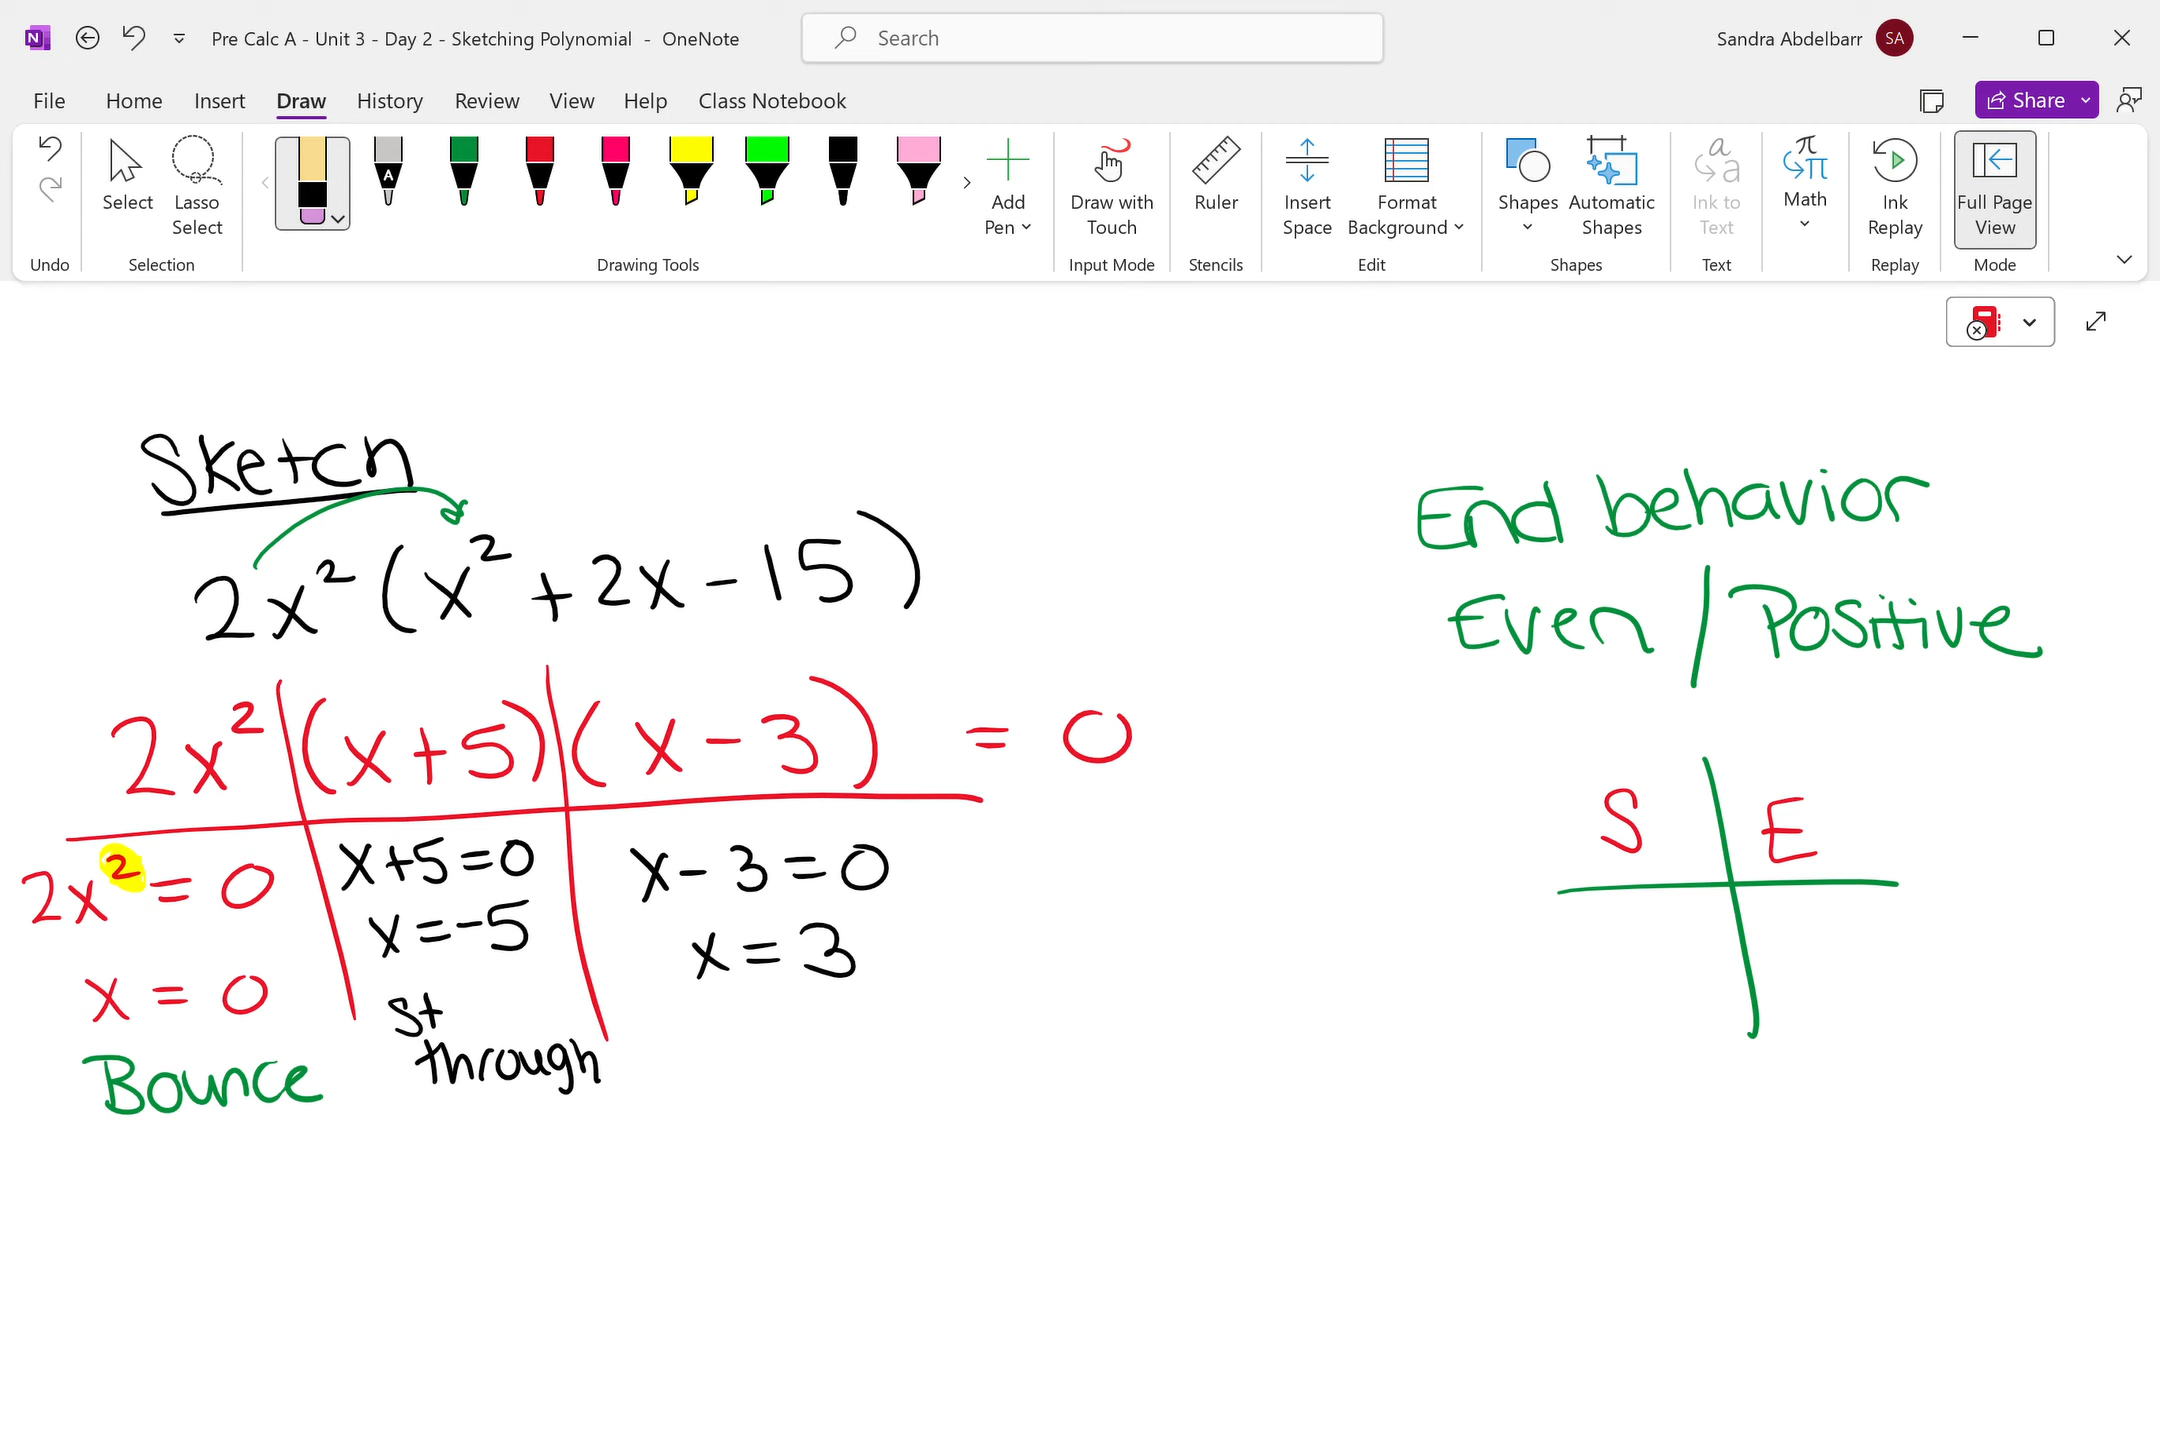 Pre Calc A - Unit 3 - Day 2 - Sketching Polynomial - OneNote
Search
Sandra Abdelbarr
SA
File Home Insert Draw History Review View Help Class Notebook
Share
Select
Lasso Select
A
Add Pen
Draw with Touch
Ruler
Insert Space
Format Background
Shapes
Automatic Shapes
Ink to Text
Math
Ink Replay
Full Page View
Undo Selection Drawing Tools Input Mode Stencils Edit Shapes Text Replay Mode
Sketch
2x² (x² + 2x - 15)
2x² (x+5) (x - 3) = 0
2x² = 0
x = 0
Bounce
x+5=0
x=-5
st
through
x-3=0
x=3
End behavior
Even / Positive
S E